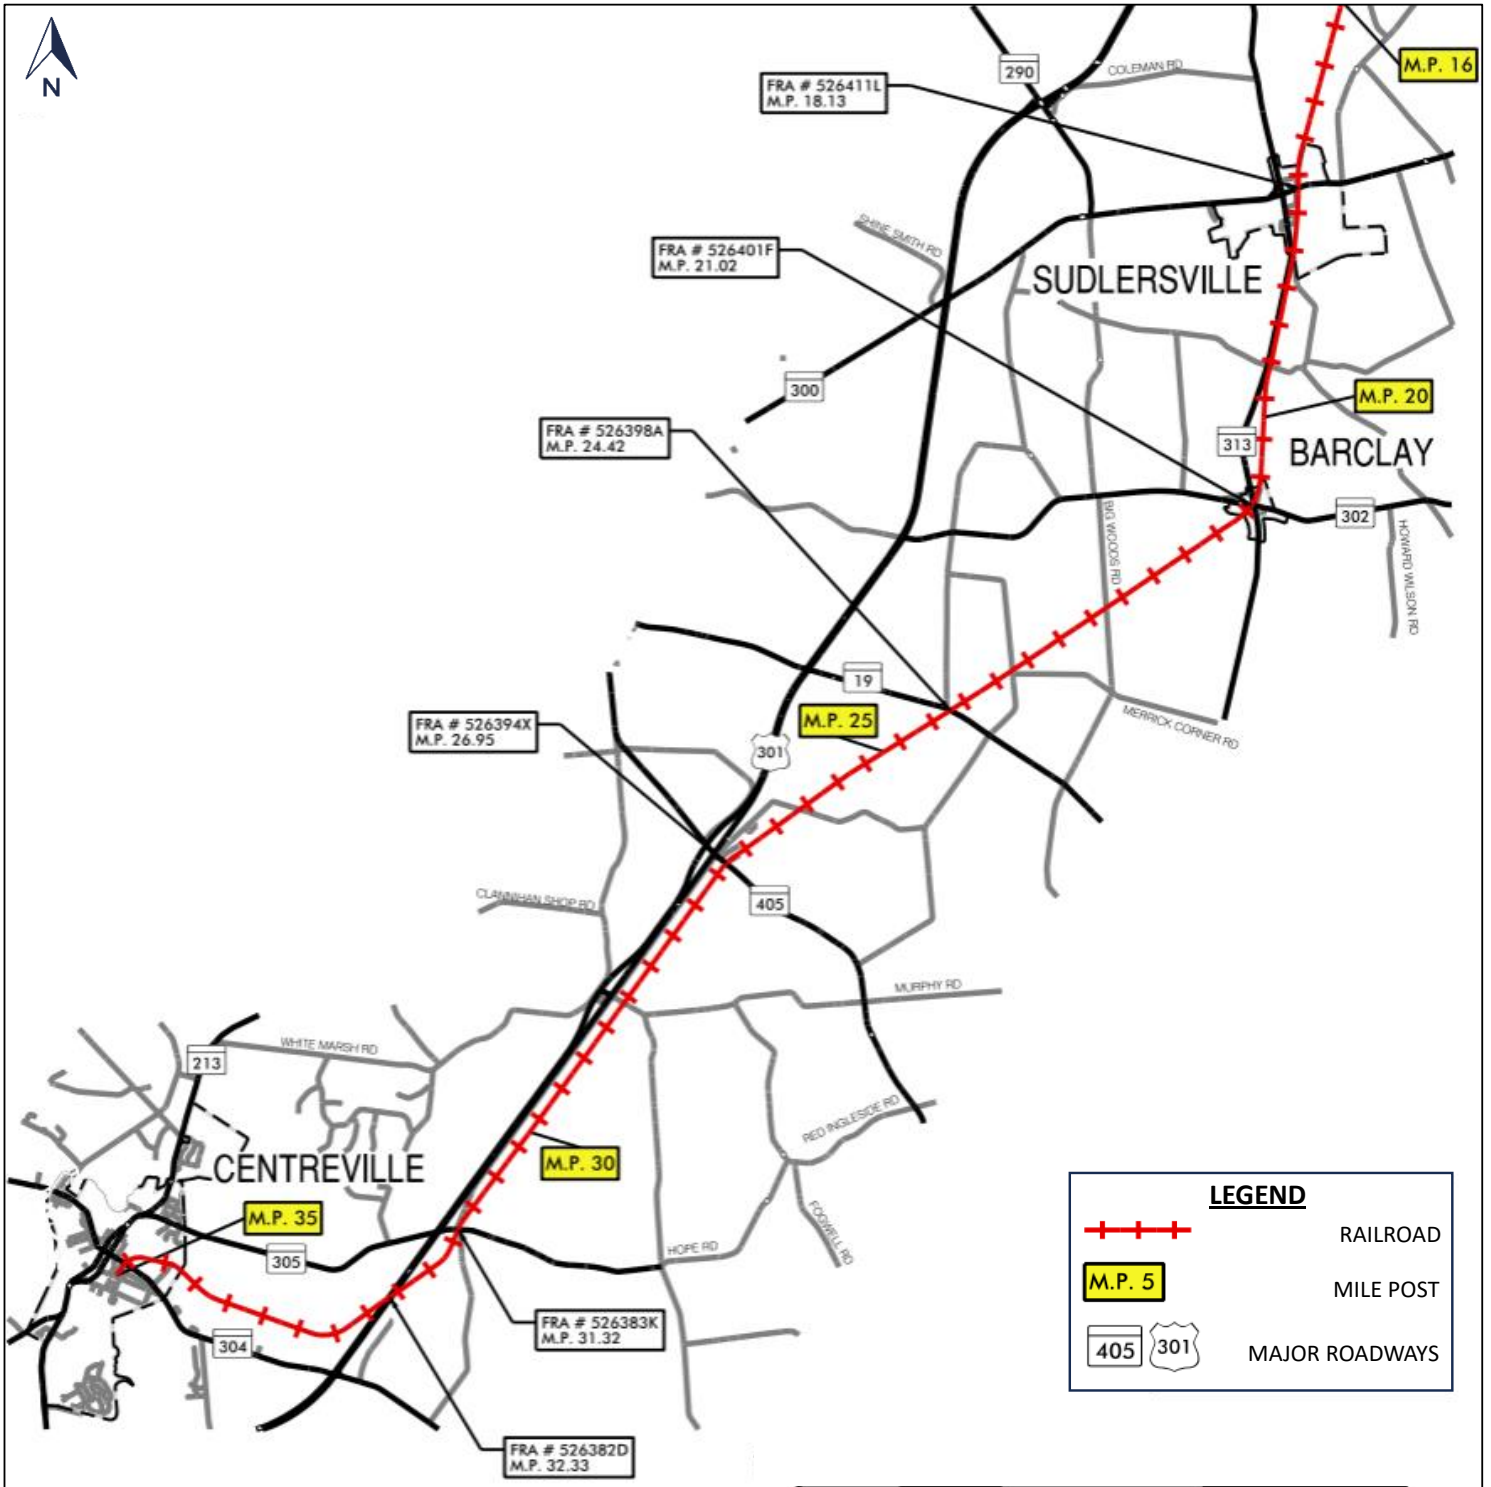 N
290
COLEMAN RD
M.P. 16
FRA # 526411L
M.P. 18.13
SHINE SMITH RD
FRA # 526401F
M.P. 21.02
SUDLERSVILLE
300
M.P. 20
FRA # 526398A
M.P. 24.42
313
BARCLAY
302
BIG WOODS RD
HOWARD WILSON RD
19
M.P. 25
FRA # 526394X
M.P. 26.95
MERRICK CORNER RD
301
CLANNIHAN SHOP RD
405
MURPHY RD
213
WHITE MARSH RD
RED INGLESIDE RD
M.P. 30
CENTREVILLE
M.P. 35
FOGWELL RD
305
HOPE RD
304
FRA # 526383K
M.P. 31.32
FRA # 526382D
M.P. 32.33
LEGEND
RAILROAD
M.P. 5
MILE POST
405 301
MAJOR ROADWAYS